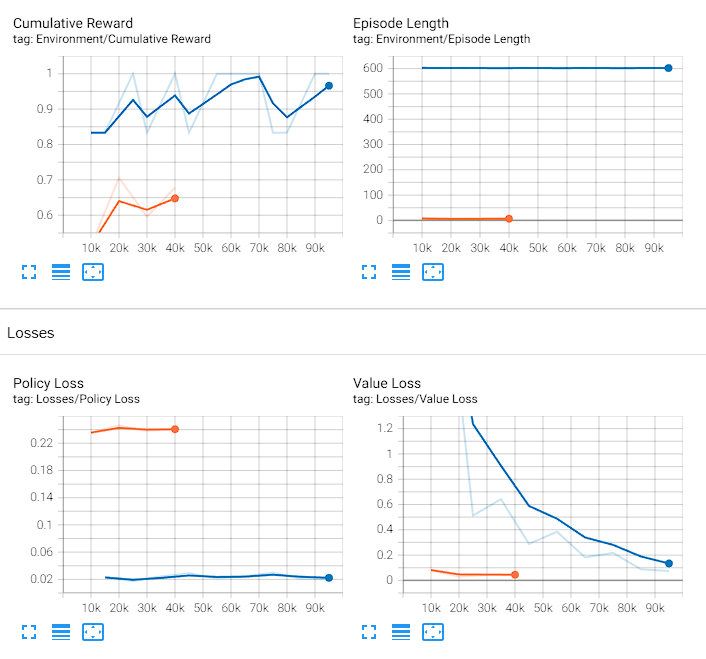 Cumulative Reward
tag: Environment/Cumulative Reward
1
0.9
0.8
0.7
0.6
10k 20k 30k 40k 50k 60k 70k 80k 90k
Episode Length
tag: Environment/Episode Length
600
500
400
300
200
100
0
10k 20k 30k 40k 50k 60k 70k 80k 90k
Losses
Policy Loss
tag: Losses/Policy Loss
0.22
0.18
0.14
0.1
0.06
0.02
10k 20k 30k 40k 50k 60k 70k 80k 90k
Value Loss
tag: Losses/Value Loss
1.2
1
0.8
0.6
0.4
0.2
0
10k 20k 30k 40k 50k 60k 70k 80k 90k